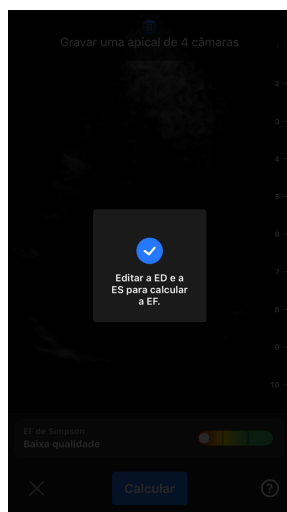 Gravar uma apical de 4 câmaras
2
3
4
5
6
7
8
9
10
Editar a ED e a
ES para calcular
a EF.
EF de Simpson
Baixa qualidade
Calcular
?